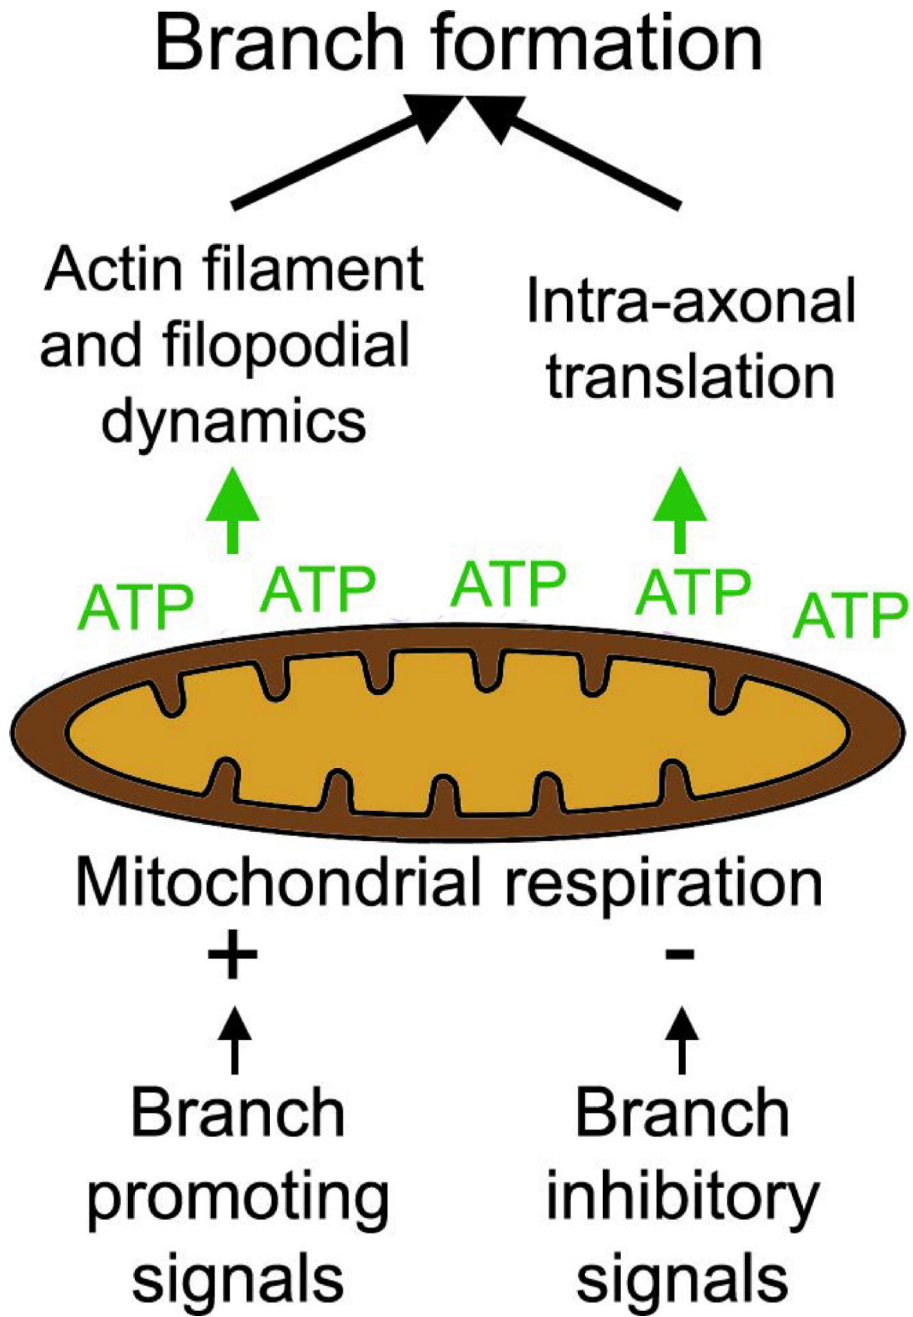 Branch formation
Actin filament
and filopodial
dynamics
Intra-axonal
translation
ATP
ATP
ATP
ATP
ATP
Mitochondrial respiration
+
-
Branch
promoting
signals
Branch
inhibitory
signals